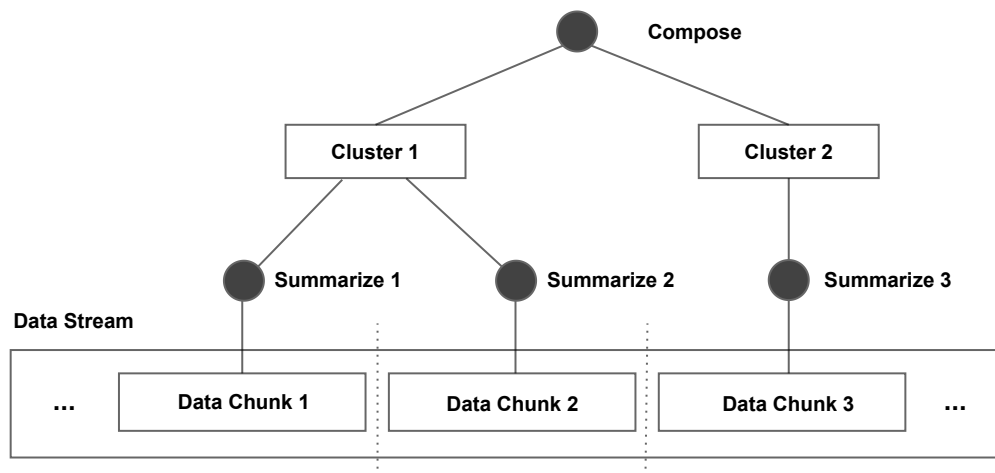 Compose
Cluster 1
Cluster 2
Summarize 1
Summarize 2
Summarize 3
Data Stream
...
Data Chunk 1
Data Chunk 2
Data Chunk 3
...